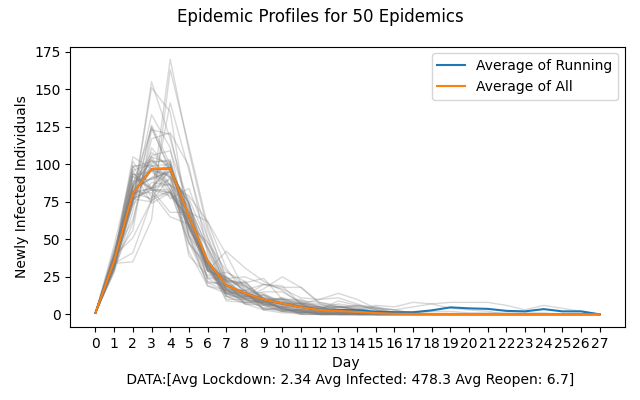 Epidemic Profiles for 50 Epidemics
175
150
125
100
75
50
25
0
Newly Infected Individuals
Average of Running
Average of All
0 1 2 3 4 5 6 7 8 9 10 11 12 13 14 15 16 17 18 19 20 21 22 23 24 25 26 27
Day
DATA:[Avg Lockdown: 2.34 Avg Infected: 478.3 Avg Reopen: 6.7]